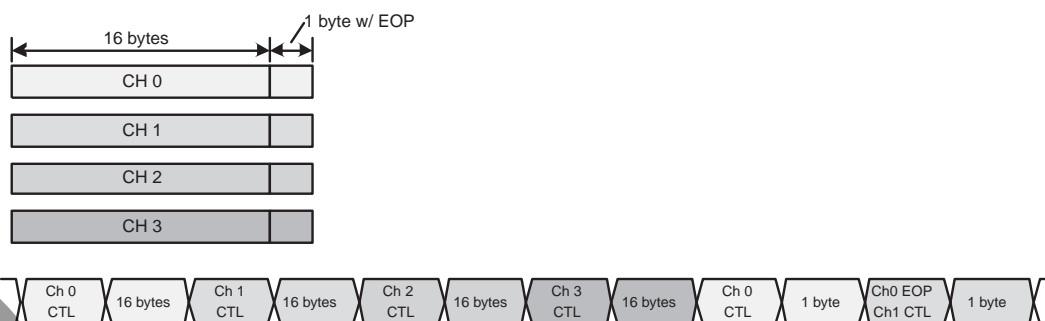 1 byte w/ EOP
16 bytes
CH 0
CH 1
CH 2
CH 3
Ch 0
CTL
16 bytes
Ch 1
CTL
16 bytes
Ch 2
CTL
16 bytes
Ch 3
CTL
16 bytes
Ch 0
CTL
1 byte
Ch0 EOP
Ch1 CTL
1 byte